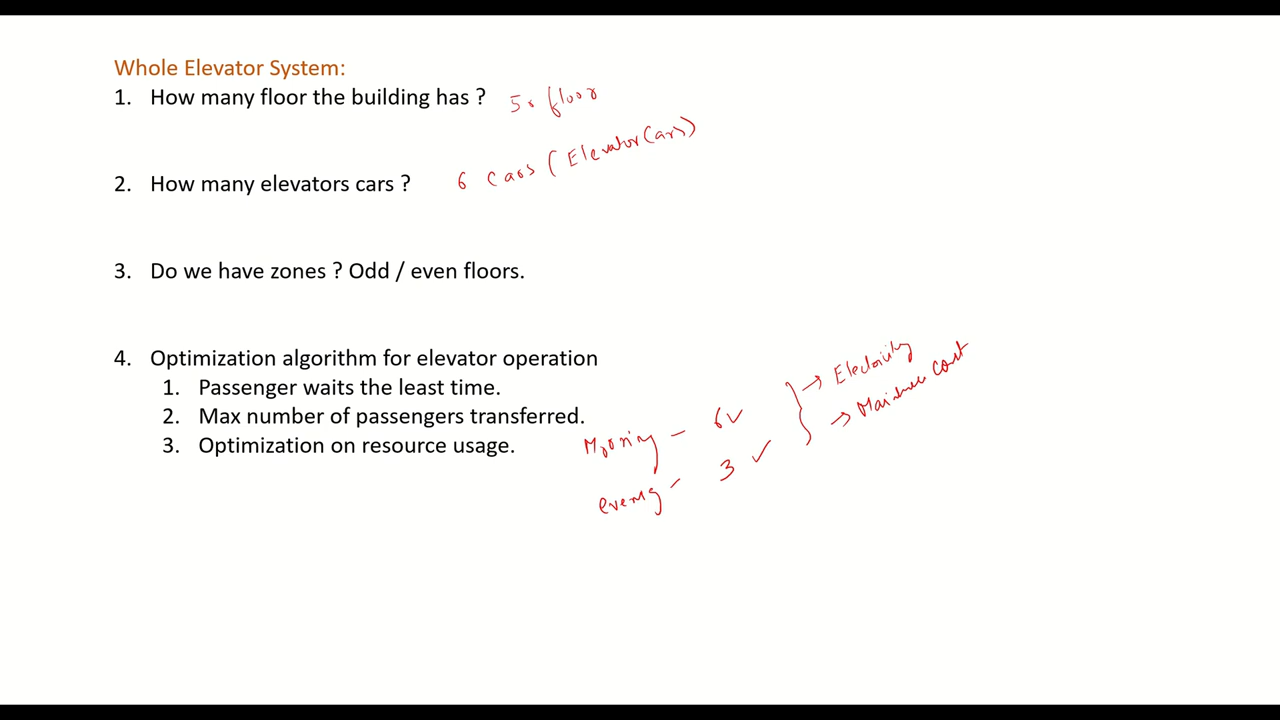 Whole Elevator System:
1. How many floor the building has ? 50 floor
2. How many elevators cars ? 6 cars (Elevator Cars)
3. Do we have zones ? Odd / even floors.
4. Optimization algorithm for elevator operation
1. Passenger waits the least time.
2. Max number of passengers transferred.
3. Optimization on resource usage.
Morning - 6 ✓
evening - 3 ✓
→ Electricity
→ cost